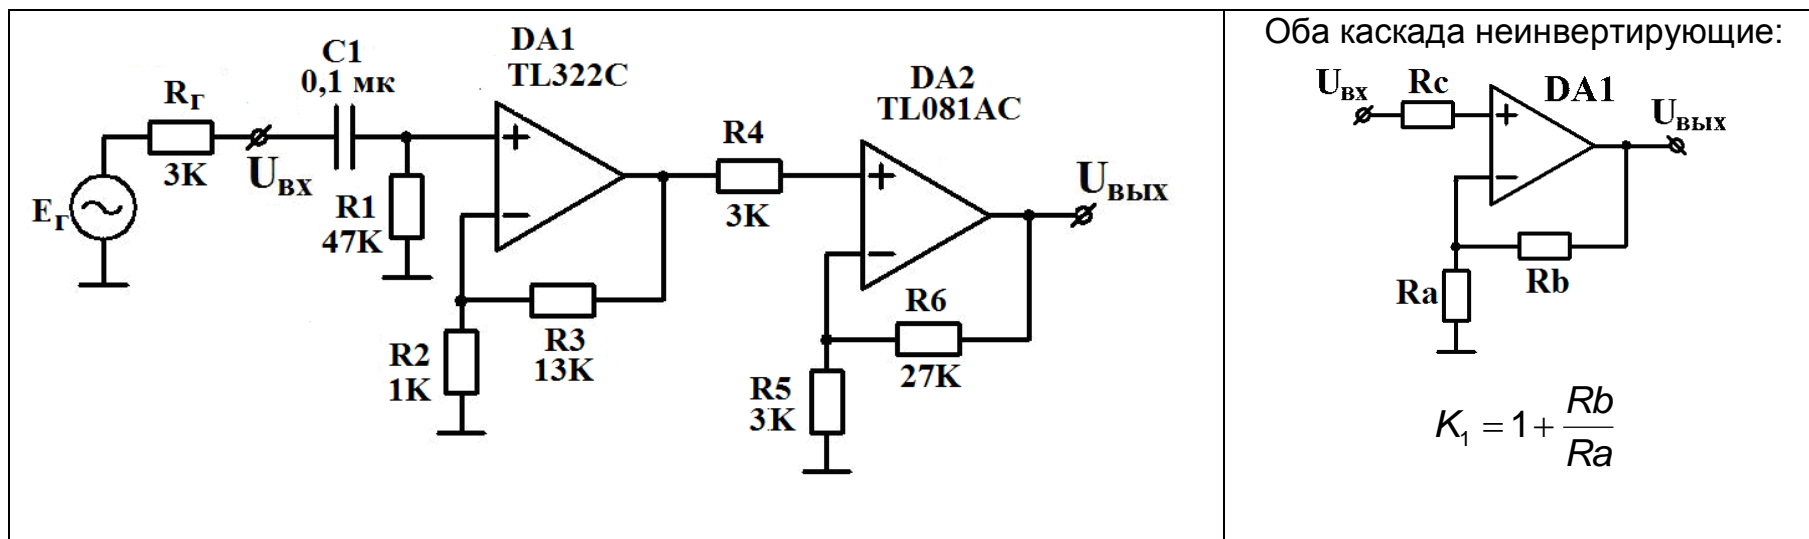 DA1
TL322C
C1
0,1 мк
Rг
3K
Uвх
Eг
R1
47K
R2
1K
R3
13K
R4
3K
DA2
TL081AC
Uвых
R6
27K
R5
3K
Оба каскада неинвертирующие:
Uвх
Rc
DA1
Uвых
Ra
Rb
K₁ = 1 + Rb/Ra